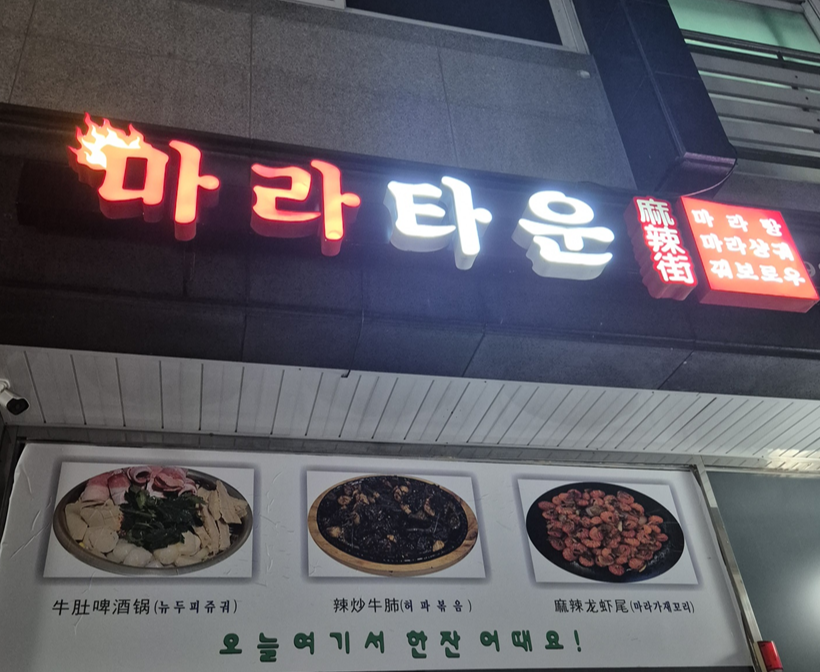 마라타운
麻辣街
마라탕
마라샹궈
꿔보로우
牛肚啤酒锅(뉴두피쥬궈)
辣炒牛肺(허파볶음)
麻辣龙虾尾(마라가재꼬리)
오늘여기서 한잔 어때요!